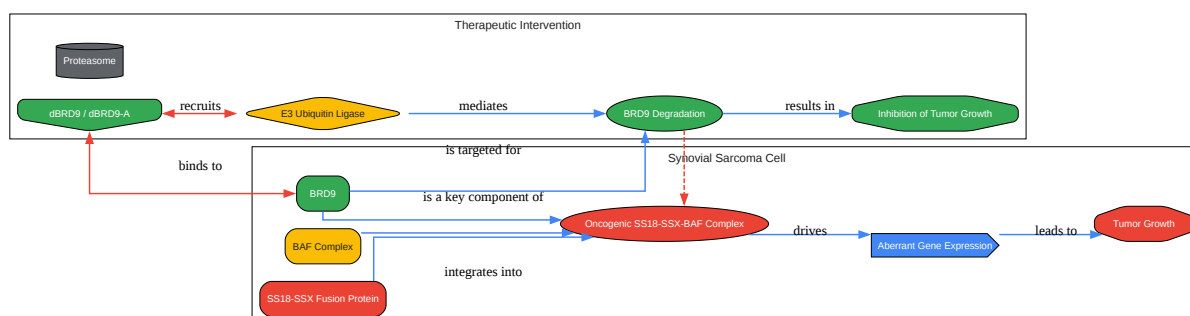 Therapeutic Intervention
Proteasome
dBRD9 / dBRD9-A
recruits
E3 Ubiquitin Ligase
mediates
BRD9 Degradation
results in
Inhibition of Tumor Growth
is targeted for
Synovial Sarcoma Cell
binds to
BRD9
is a key component of
Oncogenic SS18-SSX-BAF Complex
drives
Aberrant Gene Expression
leads to
Tumor Growth
BAF Complex
integrates into
SS18-SSX Fusion Protein